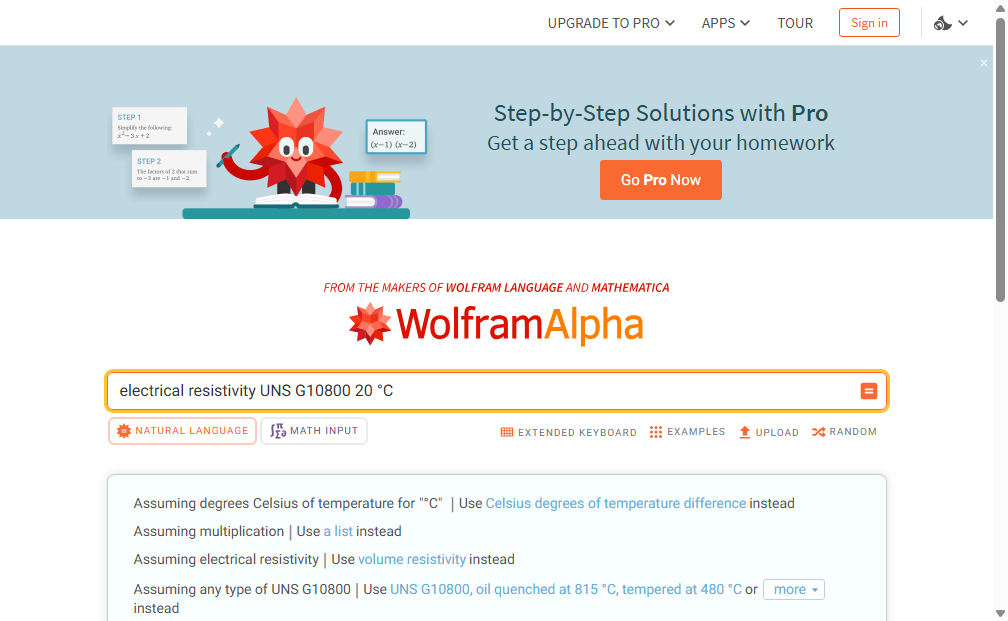 UPGRADE TO PRO APPS TOUR Sign in
×
STEP 1
Simplify the following:
x² − 3 x + 2
STEP 2
The factors of 2 that sum
to −3 are −1 and −2.
Answer:
(x−1) (x−2)
Step-by-Step Solutions with Pro
Get a step ahead with your homework
Go Pro Now
FROM THE MAKERS OF WOLFRAM LANGUAGE AND MATHEMATICA
WolframAlpha
electrical resistivity UNS G10800 20 °C
NATURAL LANGUAGE MATH INPUT EXTENDED KEYBOARD EXAMPLES UPLOAD RANDOM
Assuming degrees Celsius of temperature for "°C" | Use Celsius degrees of temperature difference instead
Assuming multiplication | Use a list instead
Assuming electrical resistivity | Use volume resistivity instead
Assuming any type of UNS G10800 | Use UNS G10800, oil quenched at 815 °C, tempered at 480 °C or more
instead